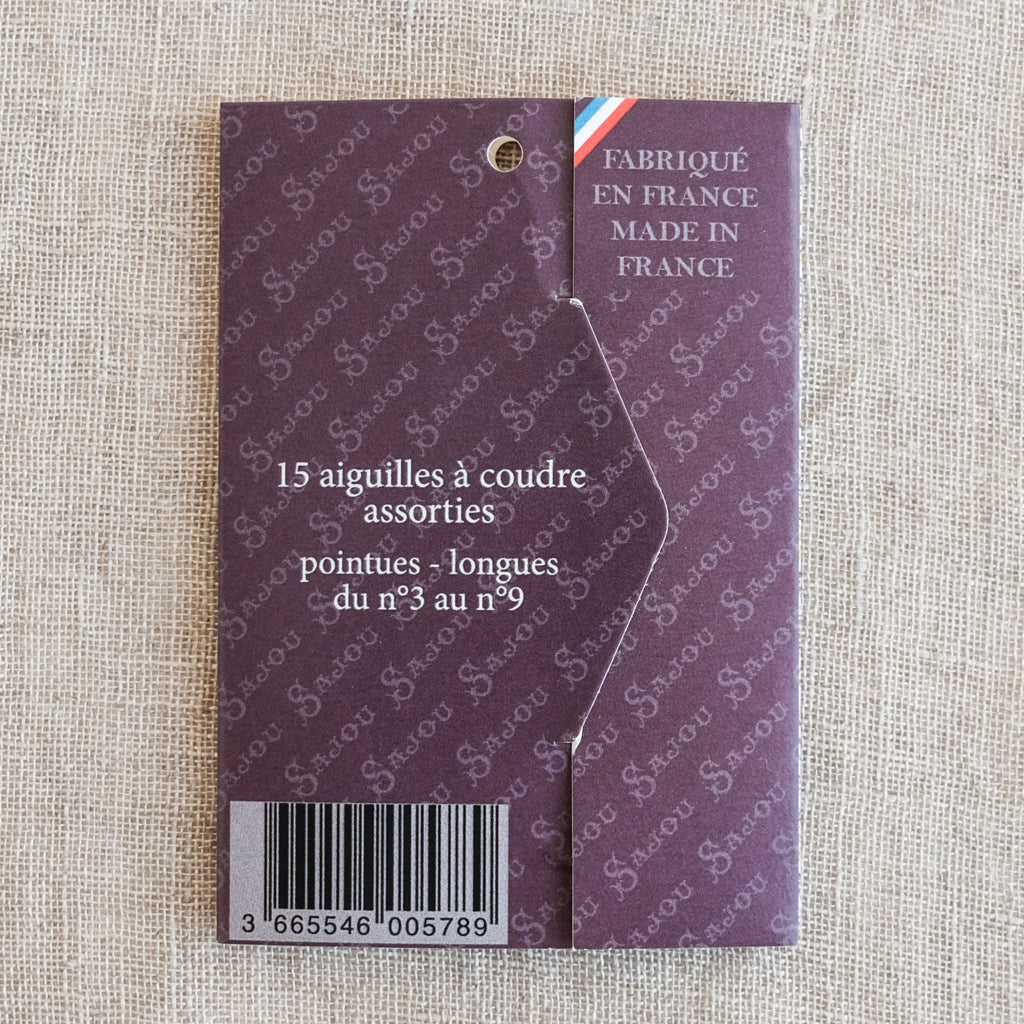 FABRIQUÉ
EN FRANCE
MADE IN
FRANCE
SAJOU
15 aiguilles à coudre
assorties
pointues - longues
du n°3 au n°9
3 665546 005789